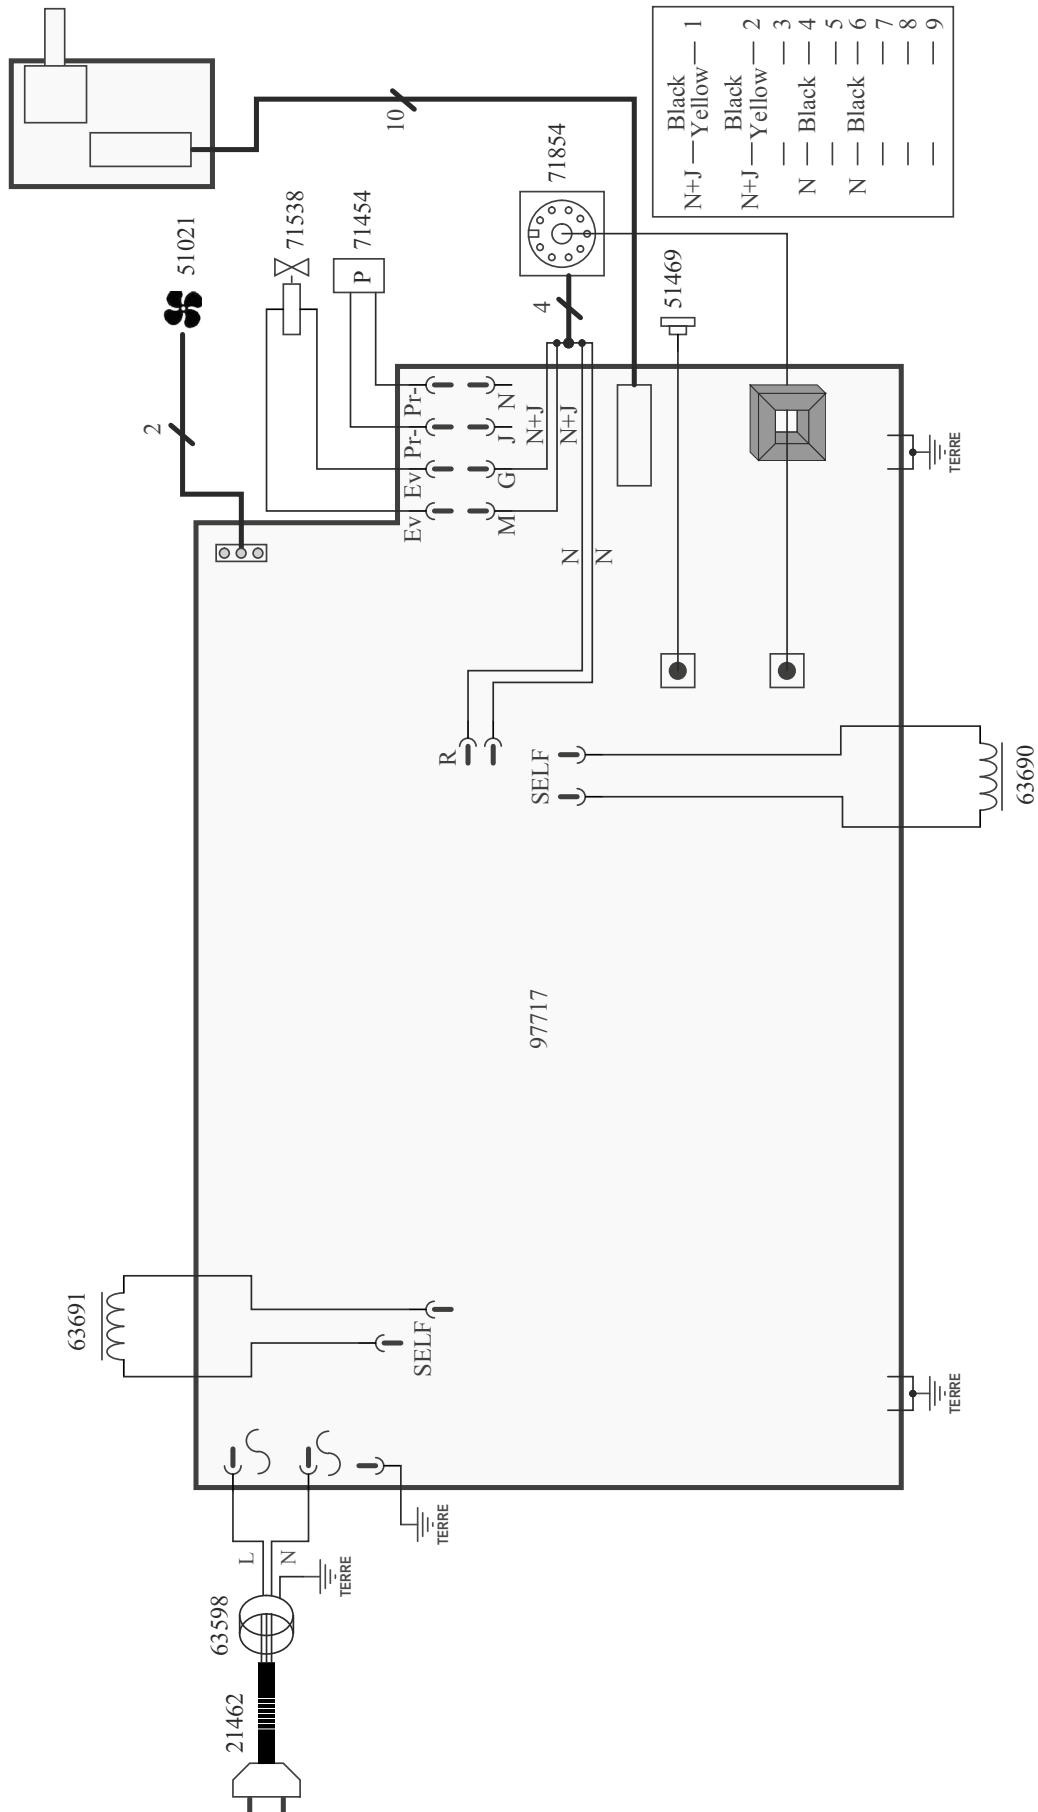 51021
2
71538
71454
P
10
71854
4
51469
N+J — Black Yellow — 1
N+J — Black Yellow — 2
— — 3
N — Black — 4
— — 5
N — Black — 6
— — 7
— — 8
— — 9
Ev Ev Pr- Pr-
M G J N
N+J
N+J
N
N
R
SELF
TERRE
63690
97717
63691
SELF
TERRE
TERRE
TERRE
L
N
63598
21462